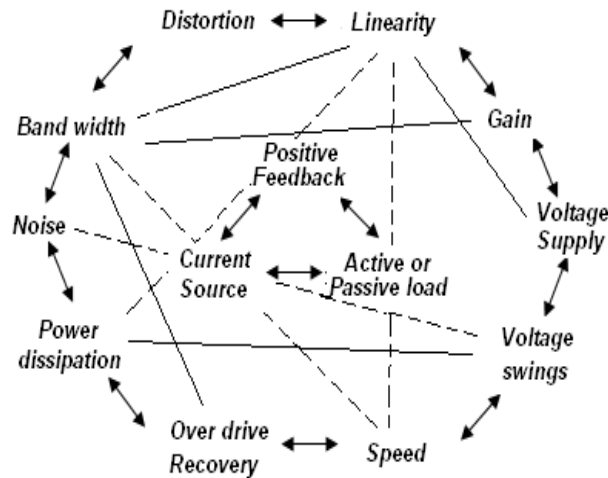 Distortion
Linearity
Band width
Gain
Positive
Feedback
Noise
Voltage
Supply
Current
Source
Active or
Passive load
Power
dissipation
Voltage
swings
Over drive
Recovery
Speed